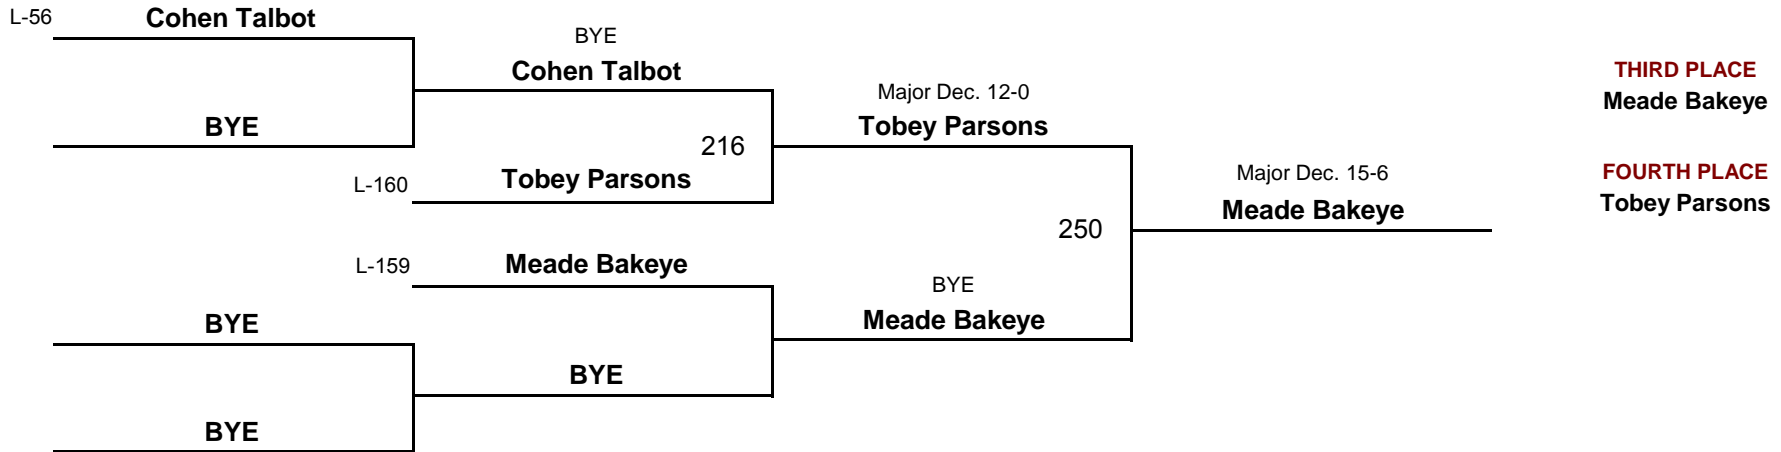 L-56
Cohen Talbot
BYE
BYE
Cohen Talbot
216
L-160
Tobey Parsons
Major Dec. 12-0
Tobey Parsons
L-159
Meade Bakeye
BYE
BYE
BYE
BYE
Meade Bakeye
250
Major Dec. 15-6
Meade Bakeye
THIRD PLACE
Meade Bakeye
FOURTH PLACE
Tobey Parsons